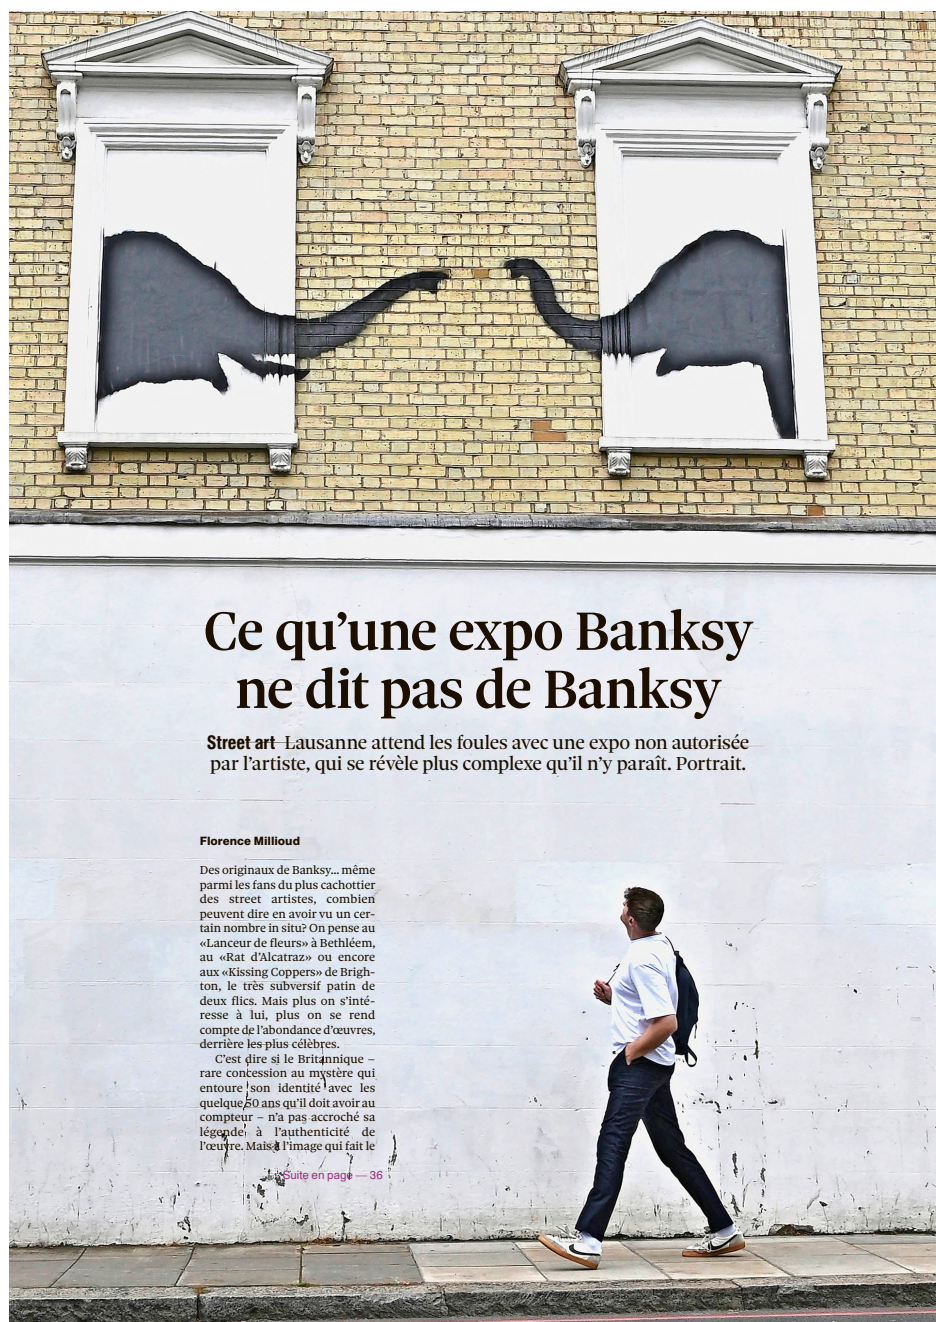 Ce qu’une expo Banksy
ne dit pas de Banksy
Street art Lausanne attend les foules avec une expo non autorisée
par l’artiste, qui se révèle plus complexe qu’il n’y paraît. Portrait.
Florence Millioud
Des originaux de Banksy... même
parmi les fans du plus cachottier
des street artistes, combien
peuvent dire en avoir vu un cer-
tain nombre in situ? On pense au
«Lanceur de fleurs» à Bethléem,
au «Rat d’Alcatraz» ou encore
aux «Kissing Coppers» de Brigh-
ton, le très subversif patin de
deux flics. Mais plus on s’inté-
resse à lui, plus on se rend
compte de l’abondance d’œuvres,
derrière les plus célèbres.
C’est dire si le Britannique –
rare concession au mystère qui
entoure son identité avec les
quelque 50 ans qu’il doit avoir au
compteur – n’a pas accroché sa
légende à l’authenticité de
l’œuvre. Mais à l’image qui fait le
Suite en page — 36